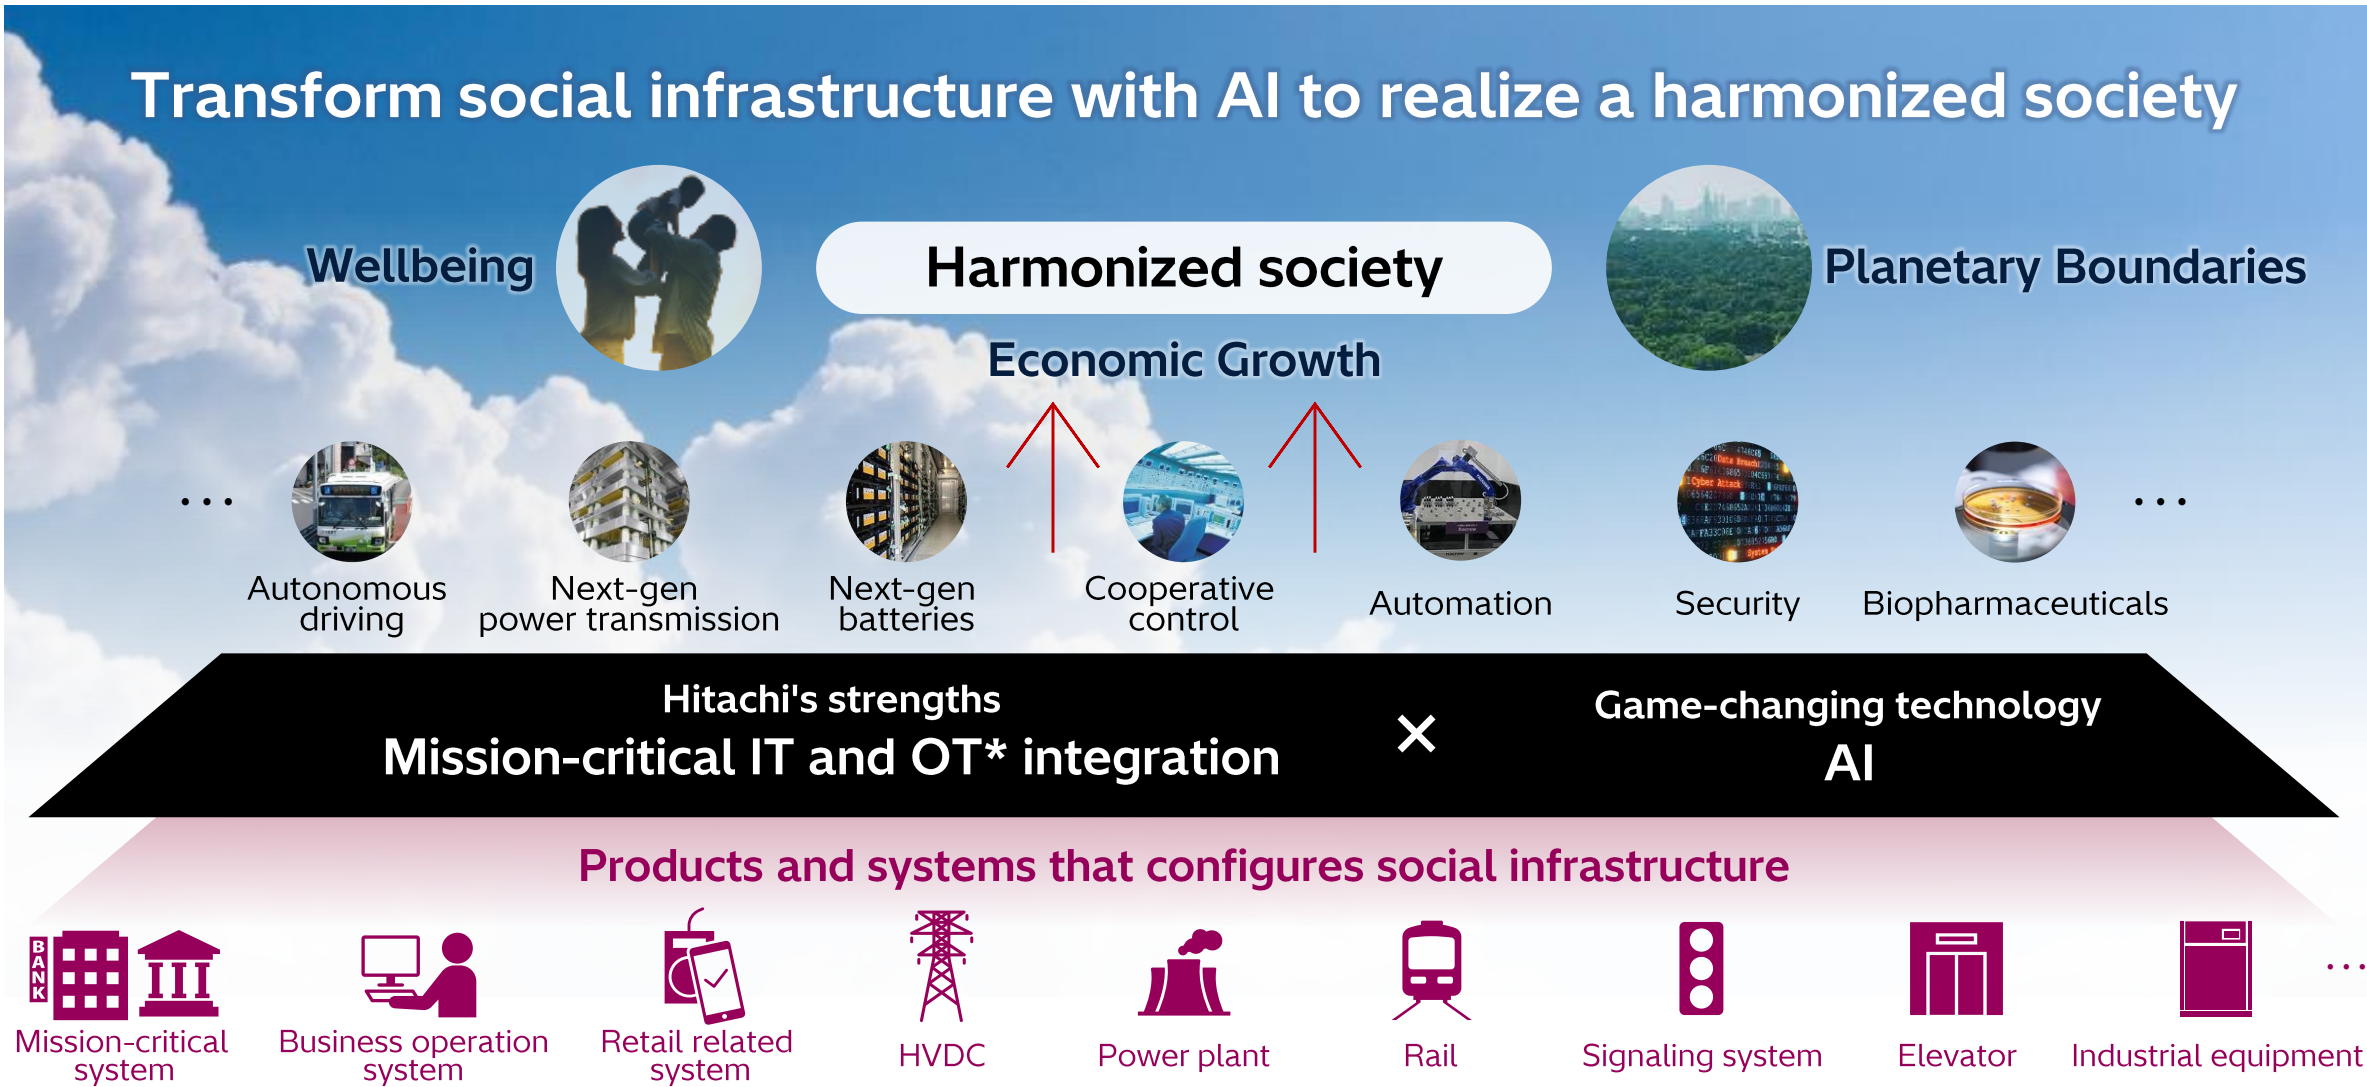 Transform social infrastructure with AI to realize a harmonized society
Wellbeing
Harmonized society
Planetary Boundaries
Economic Growth
...
Autonomous
driving
Next-gen
power transmission
Next-gen
batteries
Cooperative
control
Automation
Cyber Attack
Security
Biopharmaceuticals
...
Hitachi's strengths
Mission-critical IT and OT* integration
×
Game-changing technology
AI
Products and systems that configures social infrastructure
BANK
Mission-critical
system
Business operation
system
Retail related
system
HVDC
Power plant
Rail
Signaling system
Elevator
Industrial equipment
...